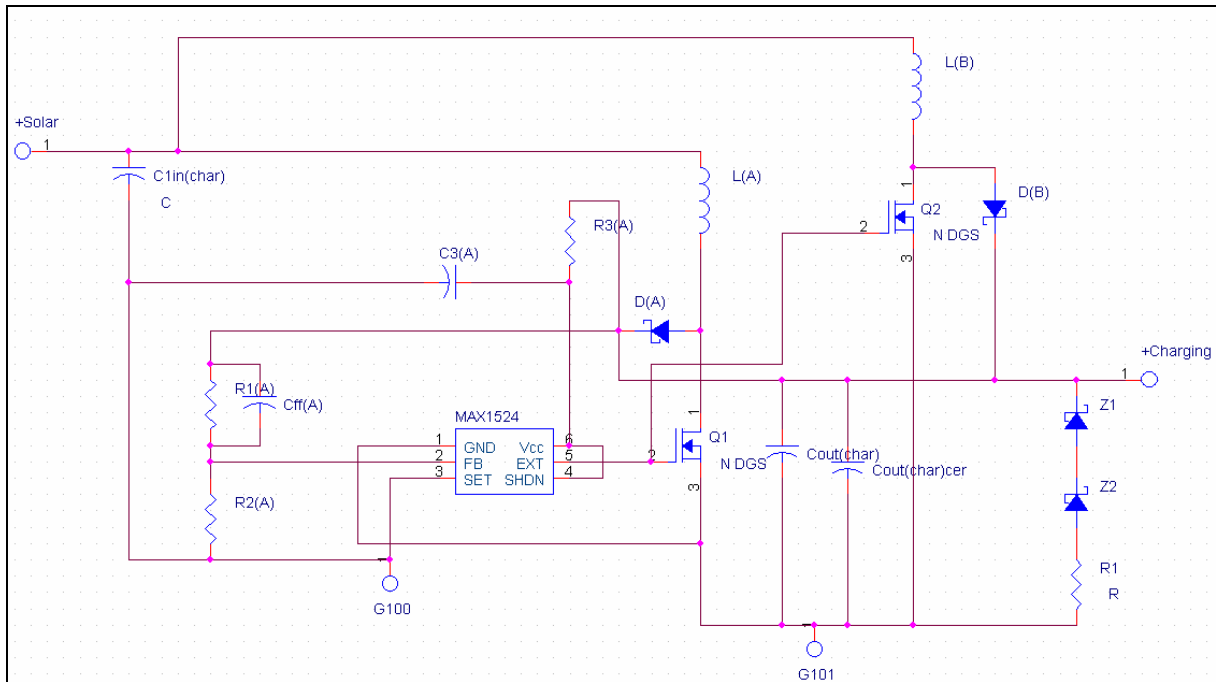 L(B)
+Solar
1
C1in(char)
C
L(A)
1
D(B)
Q2
R3(A)
2
N DGS
C3(A)
3
D(A)
+Charging
1
R1(A)
Cff(A)
Z1
MAX1524
1
Q1
1 GND Vcc 6
2 FB EXT 5 2
3 SET SHDN 4
N DGS
Cout(char)
Cout(char)cer
3
Z2
R2(A)
1
R1
R
G100
1
G101